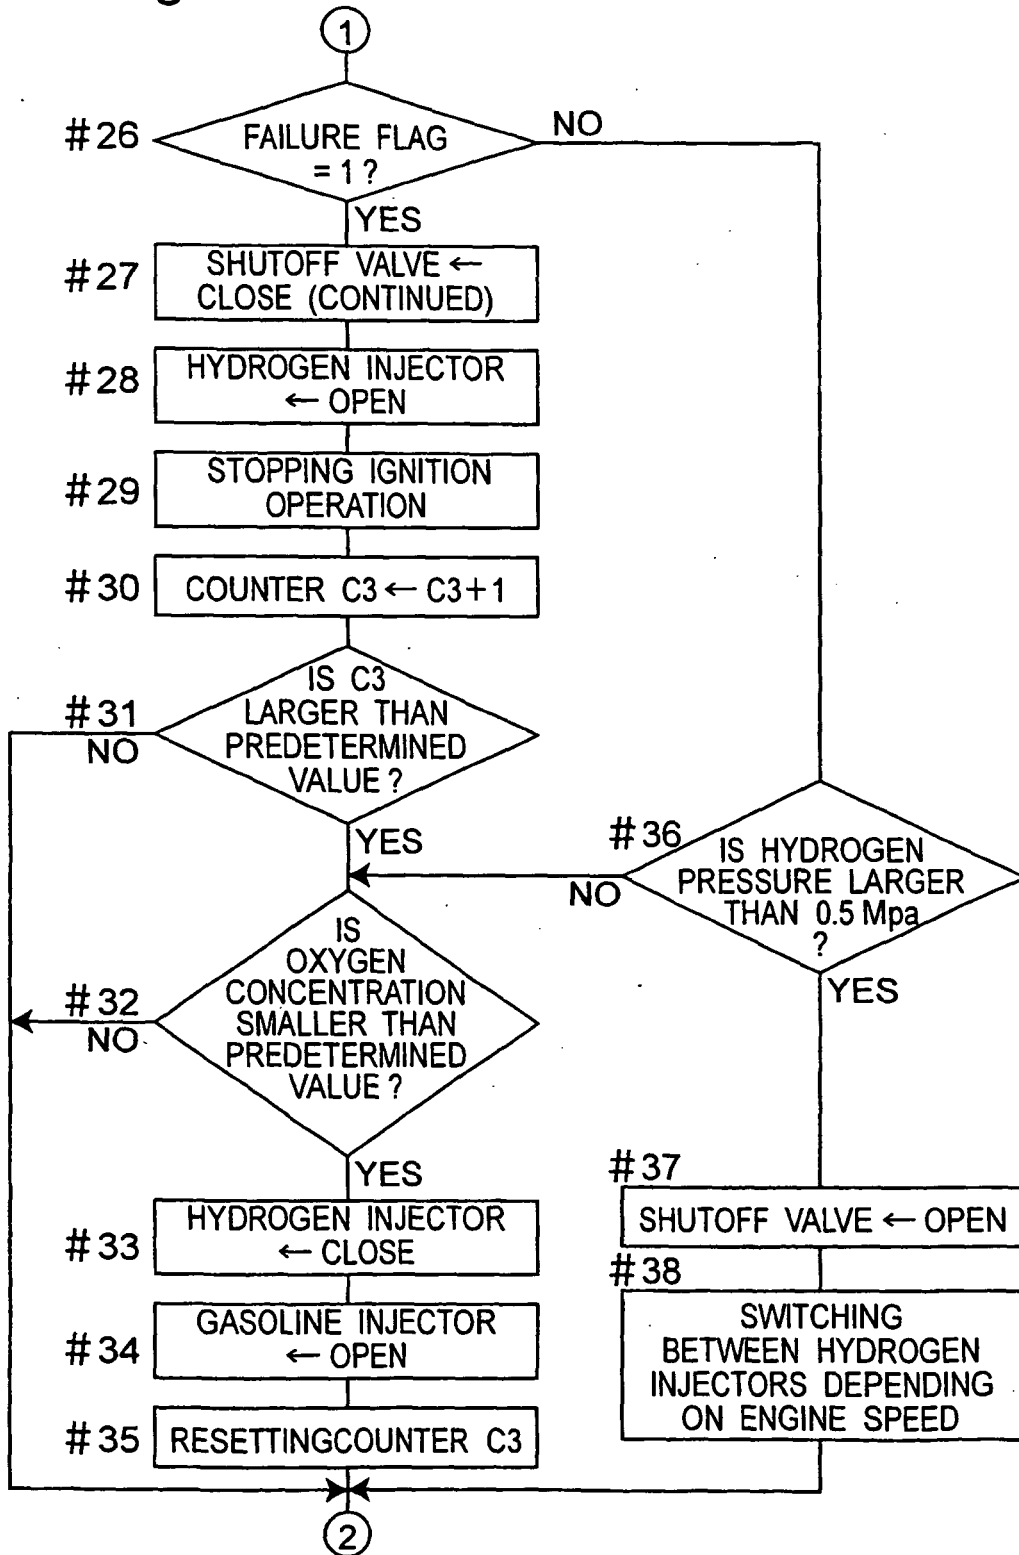 1
#26
FAILURE FLAG
= 1 ?
NO
YES
#27
SHUTOFF VALVE ←
CLOSE (CONTINUED)
#28
HYDROGEN INJECTOR
← OPEN
#29
STOPPING IGNITION
OPERATION
#30
COUNTER C3 ← C3+1
#31
NO
IS C3
LARGER THAN
PREDETERMINED
VALUE ?
YES
#36
NO
IS HYDROGEN
PRESSURE LARGER
THAN 0.5 Mpa
?
YES
#32
NO
IS
OXYGEN
CONCENTRATION
SMALLER THAN
PREDETERMINED
VALUE ?
YES
#33
HYDROGEN INJECTOR
← CLOSE
#34
GASOLINE INJECTOR
← OPEN
#35
RESETTINGCOUNTER C3
#37
SHUTOFF VALVE ← OPEN
#38
SWITCHING
BETWEEN HYDROGEN
INJECTORS DEPENDING
ON ENGINE SPEED
2